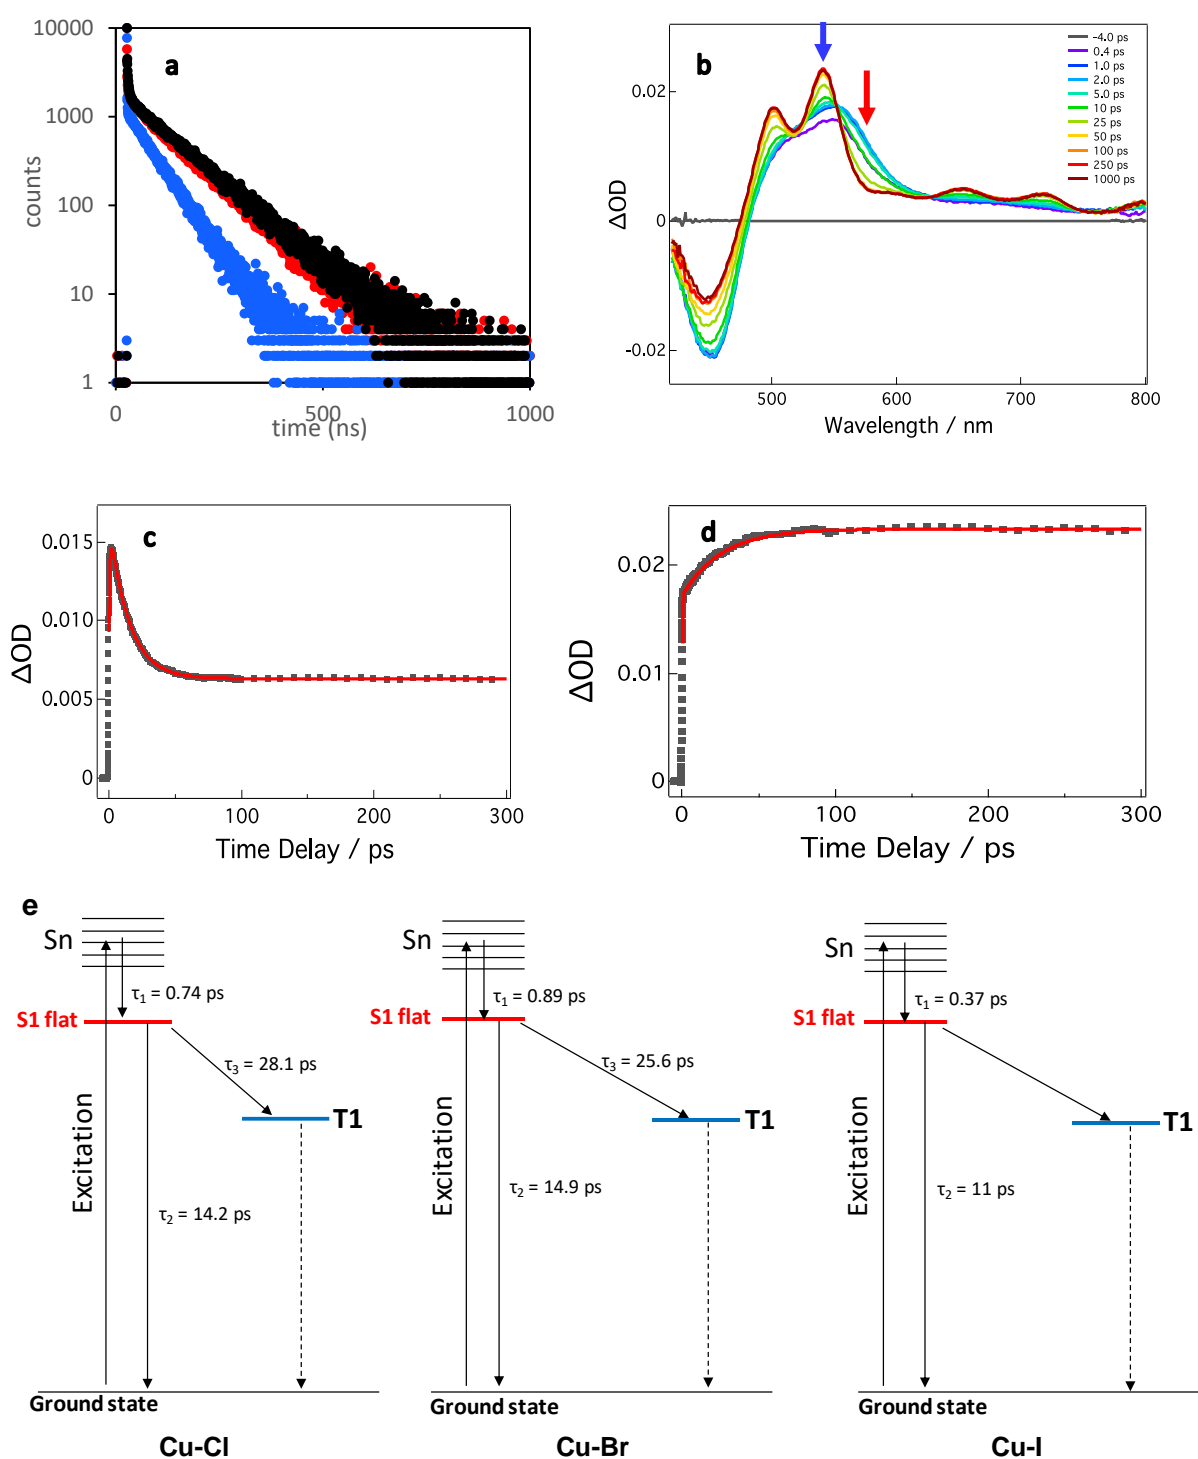 a
counts
10000
1000
100
10
1
0
500
1000
time (ns)
b
ΔOD
0.02
0
-0.02
-4.0 ps
0.4 ps
1.0 ps
2.0 ps
5.0 ps
10 ps
25 ps
50 ps
100 ps
250 ps
1000 ps
500
600
700
800
Wavelength / nm
c
ΔOD
0.015
0.010
0.005
0
0
100
200
300
Time Delay / ps
d
ΔOD
0.02
0.01
0
0
100
200
300
Time Delay / ps
e
Sn
τ1 = 0.74 ps
S1 flat
τ3 = 28.1 ps
T1
Excitation
τ2 = 14.2 ps
Ground state
Cu-Cl
Sn
τ1 = 0.89 ps
S1 flat
τ3 = 25.6 ps
T1
Excitation
τ2 = 14.9 ps
Ground state
Cu-Br
Sn
τ1 = 0.37 ps
S1 flat
T1
Excitation
τ2 = 11 ps
Ground state
Cu-I